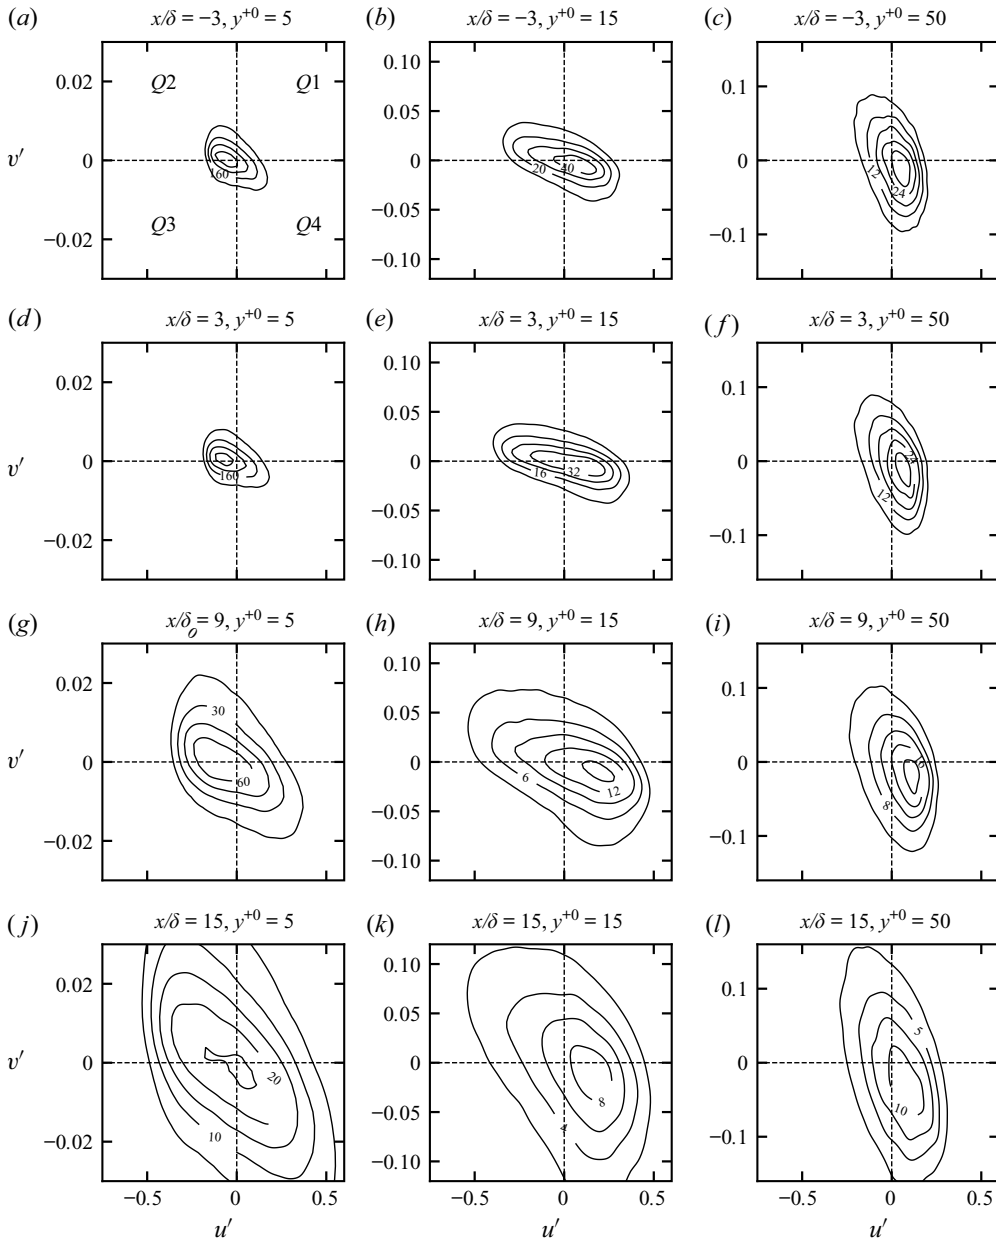 (a) x/δ = −3, y⁺⁰ = 5 (b) x/δ = −3, y⁺⁰ = 15 (c) x/δ = −3, y⁺⁰ = 50
0.02 Q2 Q1 0.10 0.1
0.05
v′ 0 160 0 20 40 0 12 24
−0.05
−0.02 Q3 Q4 −0.10 −0.1
(d) x/δ = 3, y⁺⁰ = 5 (e) x/δ = 3, y⁺⁰ = 15 (f) x/δ = 3, y⁺⁰ = 50
0.02 0.10 0.1
0.05
v′ 0 160 0 16 32 0 12 24
−0.05
−0.02 −0.10 −0.1
(g) x/δ₀ = 9, y⁺⁰ = 5 (h) x/δ = 9, y⁺⁰ = 15 (i) x/δ = 9, y⁺⁰ = 50
0.02 30 0.10 0.1
0.05
v′ 0 60 0 6 12 0 8 16
−0.05
−0.02 −0.10 −0.1
(j) x/δ = 15, y⁺⁰ = 5 (k) x/δ = 15, y⁺⁰ = 15 (l) x/δ = 15, y⁺⁰ = 50
0.02 0.10 0.1
0.05 5
v′ 0 20 0 8 0 10
−0.05
−0.02 10 −0.10 4 −0.1
−0.5 0 0.5 −0.5 0 0.5 −0.5 0 0.5
u′ u′ u′